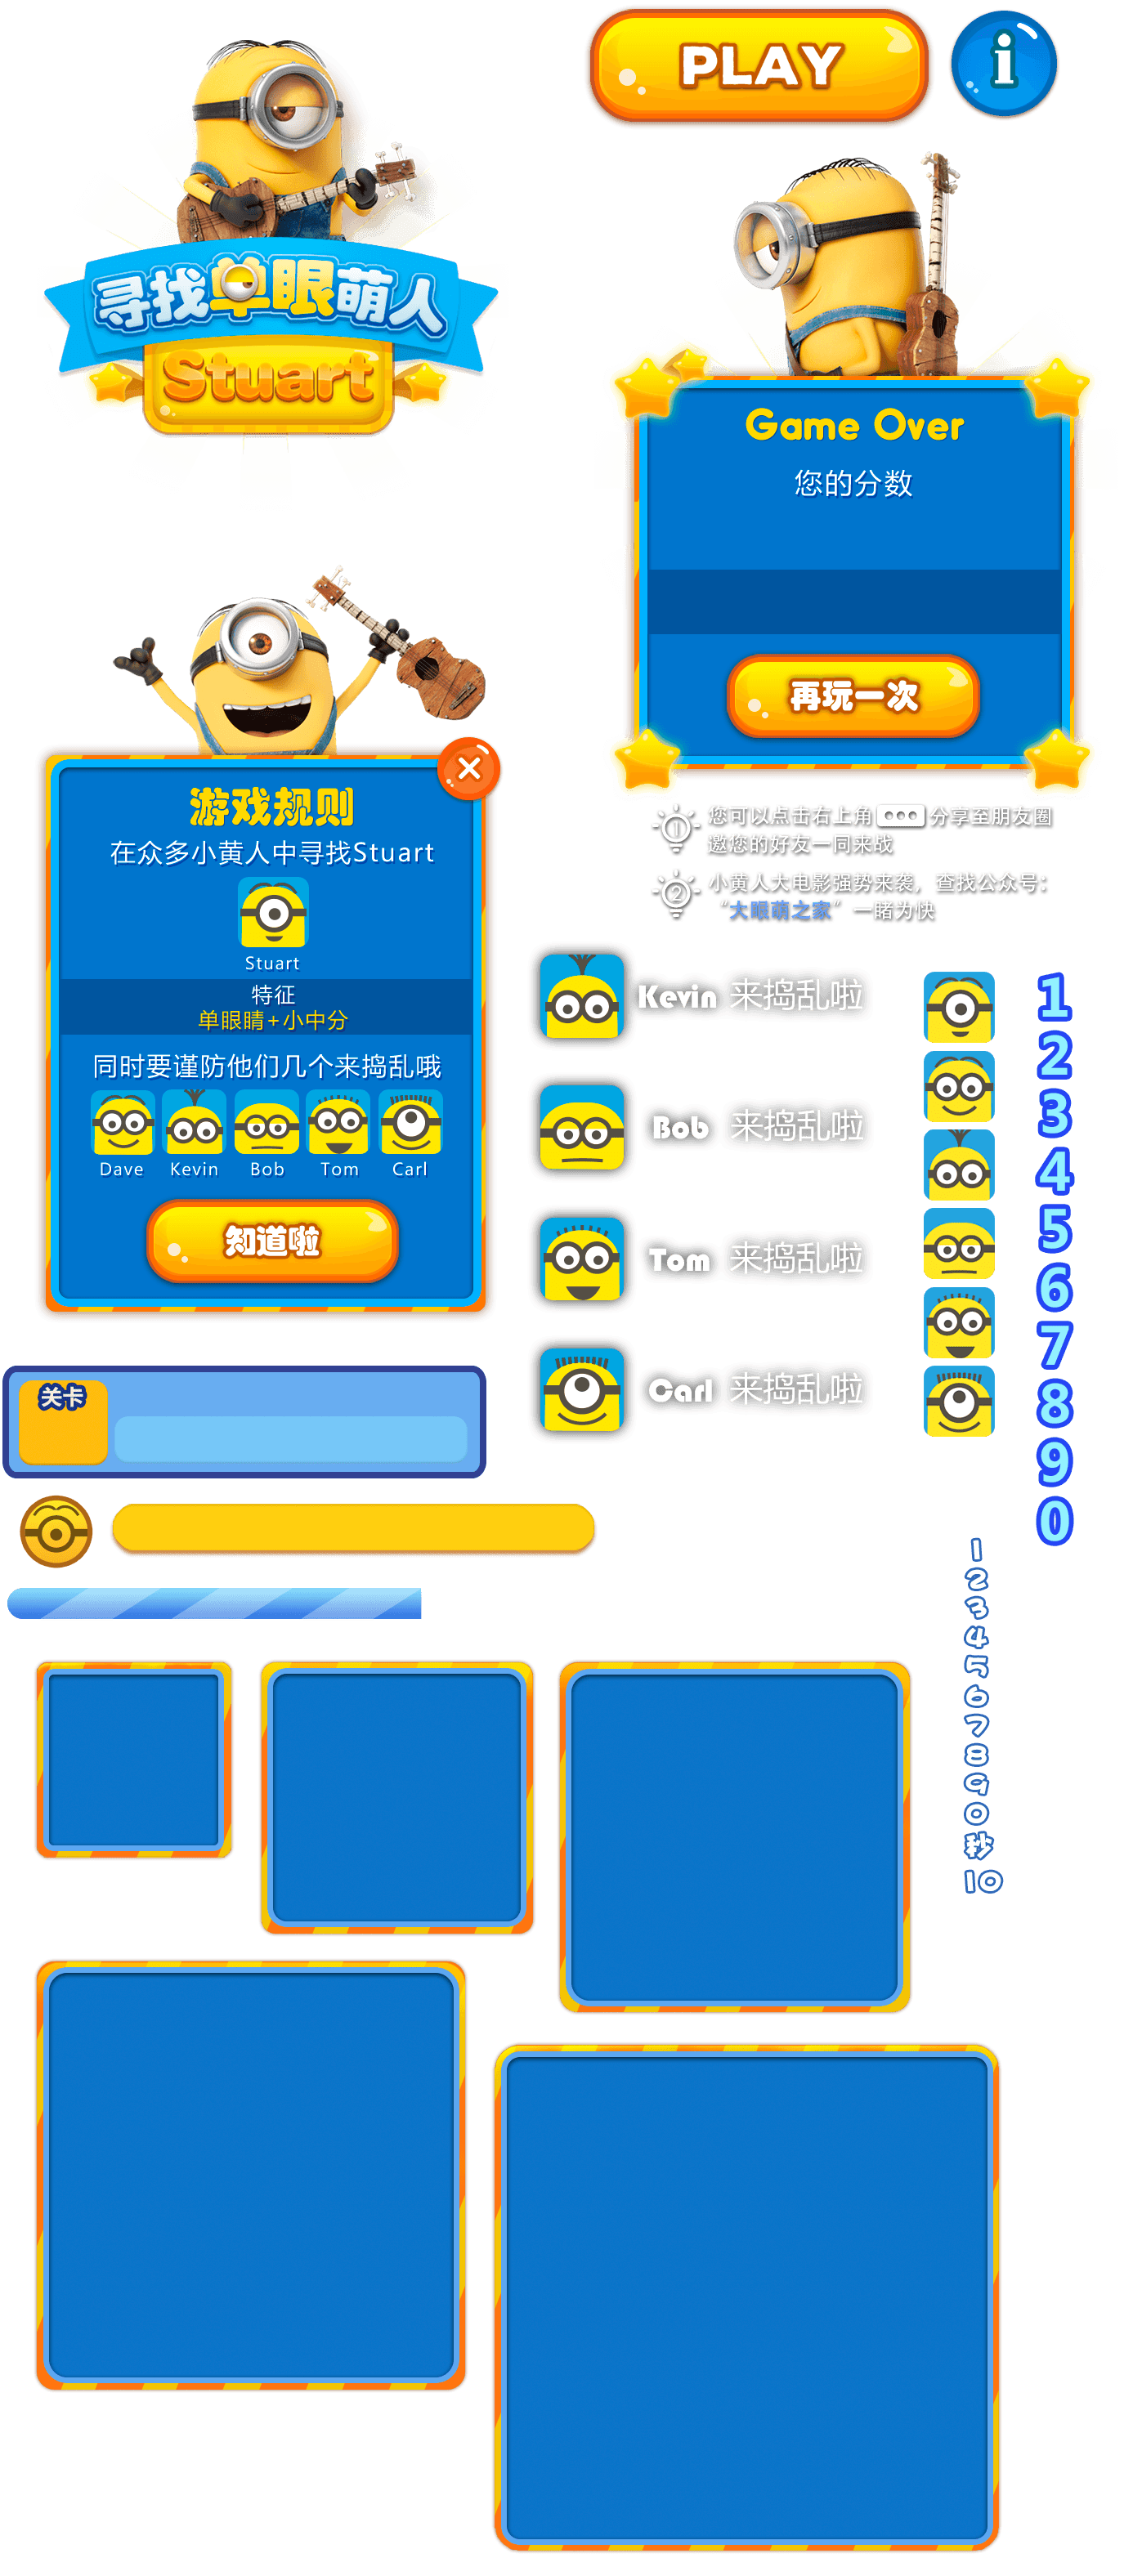 PLAY
i
寻找单眼萌人
Stuart
Game Over
您的分数
再玩一次
游戏规则
在众多小黄人中寻找Stuart
Stuart
特征
单眼睛+小中分
同时要谨防他们几个来捣乱哦
Dave Kevin Bob Tom Carl
知道啦
1 您可以点击右上角 分享至朋友圈
邀您的好友一同来战
2 小黄人大电影强势来袭，查找公众号：
“大眼萌之家”一睹为快
Kevin 来捣乱啦
Bob 来捣乱啦
Tom 来捣乱啦
Carl 来捣乱啦
1
2
3
4
5
6
7
8
9
0
关卡
1
2
3
4
5
6
7
8
9
0
秒
10